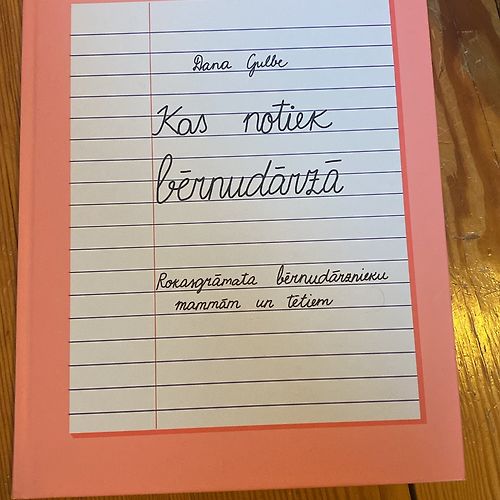 Dana Gulbe
Kas notiek
bērnudārzā
Rokasgrāmata bērnudārznieku
mammām un tētiem